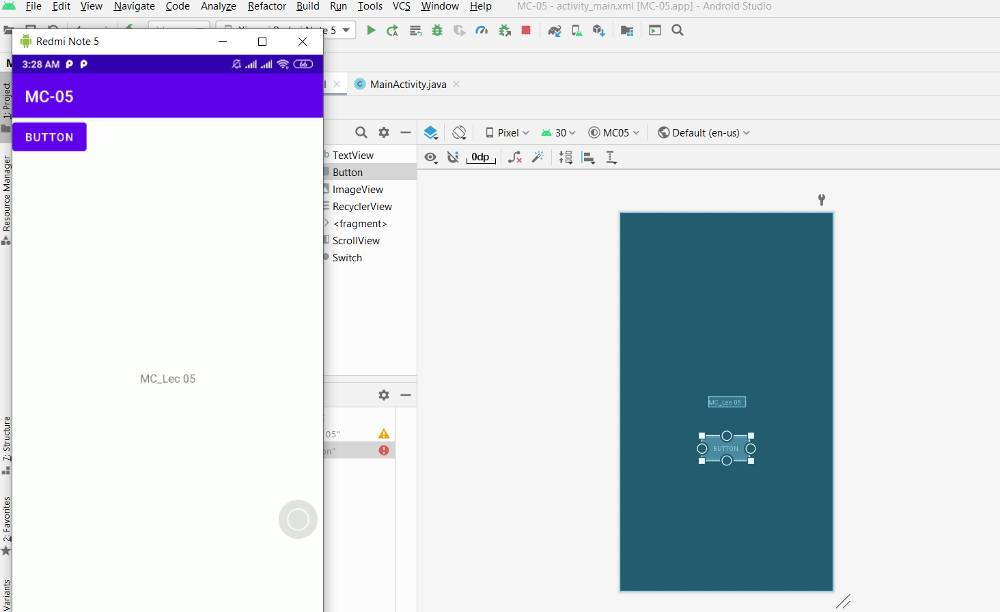 File Edit View Navigate Code Analyze Refactor Build Run Tools VCS Window Help MC-05 - activity_main.xml [MC-05.app] - Android Studio
Note 5
Redmi Note 5
3:28 AM 66
MC-05
MainActivity.java
BUTTON
Pixel 30 MC05 Default (en-us)
0dp
TextView
Button
ImageView
RecyclerView
<fragment>
ScrollView
Switch
MC_Lec 05
05"
on"
MC_Lec 05
BUTTON
1: Project
Resource Manager
7: Structure
2: Favorites
Variants